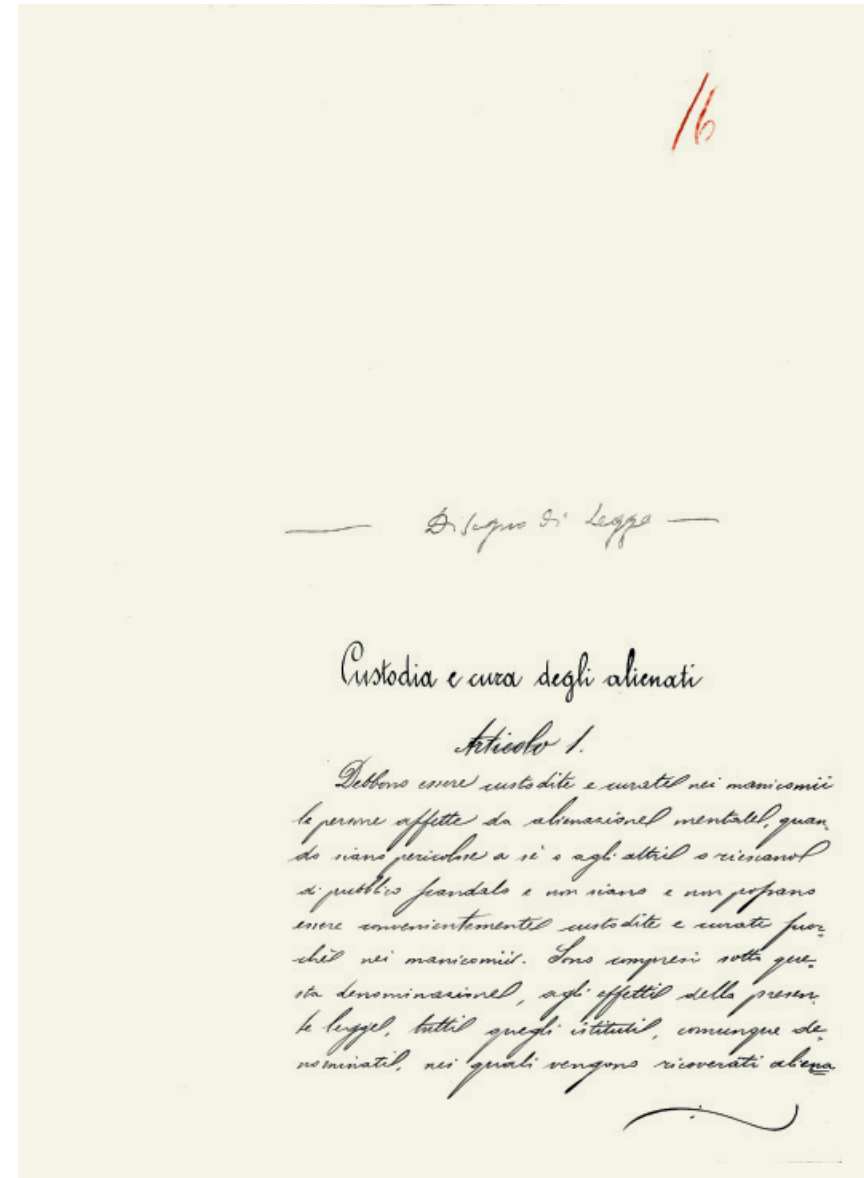 16
Disegno di Legge
Custodia e cura degli alienati
Articolo 1.
Debbono essere custodite e curate nei manicomii
le persone affette da alienazione mentale, quan-
do siano pericolose a sè o agli altri o riescano
di pubblico scandalo e non siano e non possano
essere convenientemente custodite e curate fuor-
chè nei manicomii. Sono compresi sotto que-
sta denominazione, agli effetti della presen-
te legge, tutti quegli istituti, comunque de-
nominati, nei quali vengono ricoverati aliena